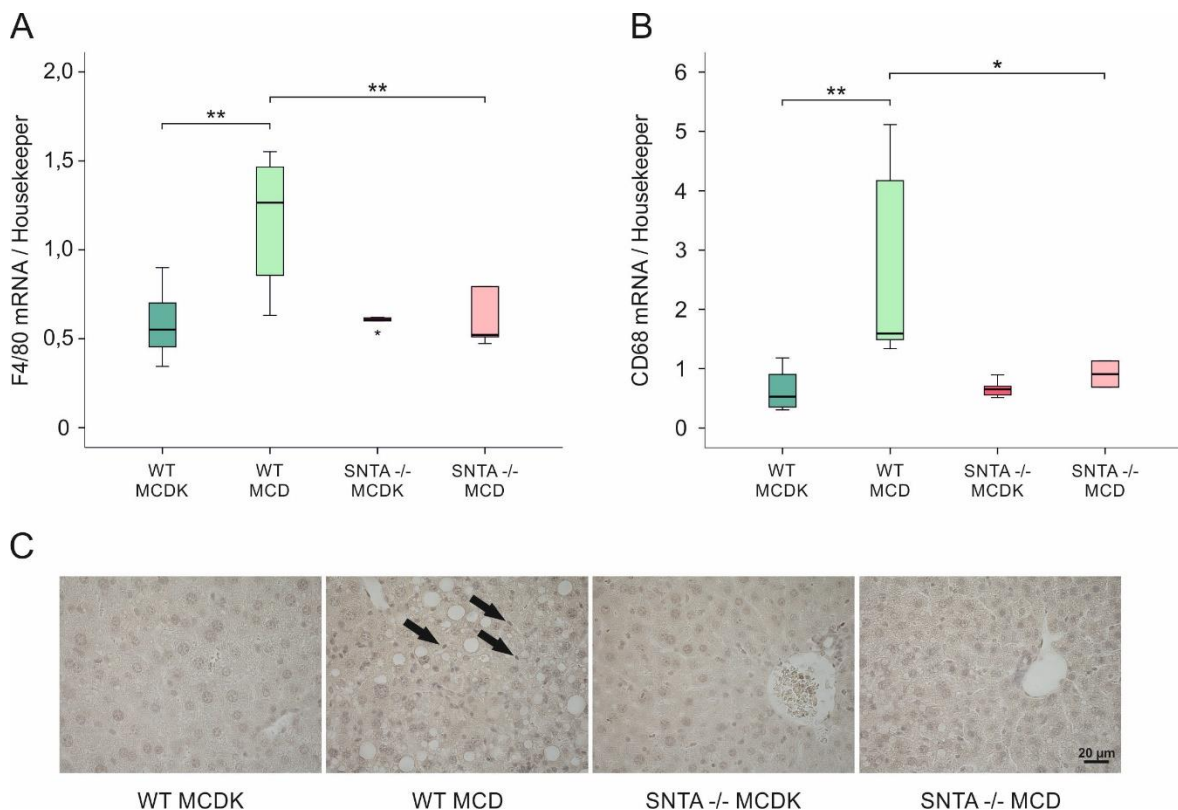 A
F4/80 mRNA / Housekeeper
2,0
1,5
1,0
0,5
0
**
**
*
WT
MCDK
WT
MCD
SNTA -/-
MCDK
SNTA -/-
MCD
B
CD68 mRNA / Housekeeper
6
5
4
3
2
1
0
**
*
WT
MCDK
WT
MCD
SNTA -/-
MCDK
SNTA -/-
MCD
C
20 µm
WT MCDK
WT MCD
SNTA -/- MCDK
SNTA -/- MCD